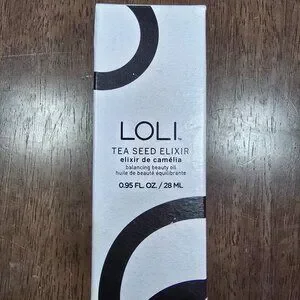 LOLI™
TEA SEED ELIXIR
elixir de camélia
balancing beauty oil
huile de beauté équilibrante
0.95 FL. OZ. / 28 ML